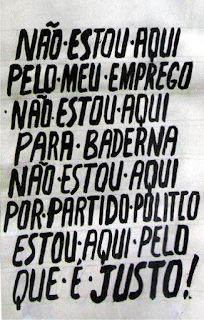 NÃO·ESTOU·AQUI
PELO·MEU·EMPREGO
·NÃO·ESTOU·AQUI
PARA·BADERNA
NÃO·ESTOU·AQUI
POR·PARTIDO·POLÍTICO
ESTOU·AQUI·PELO
QUE·É·JUSTO!